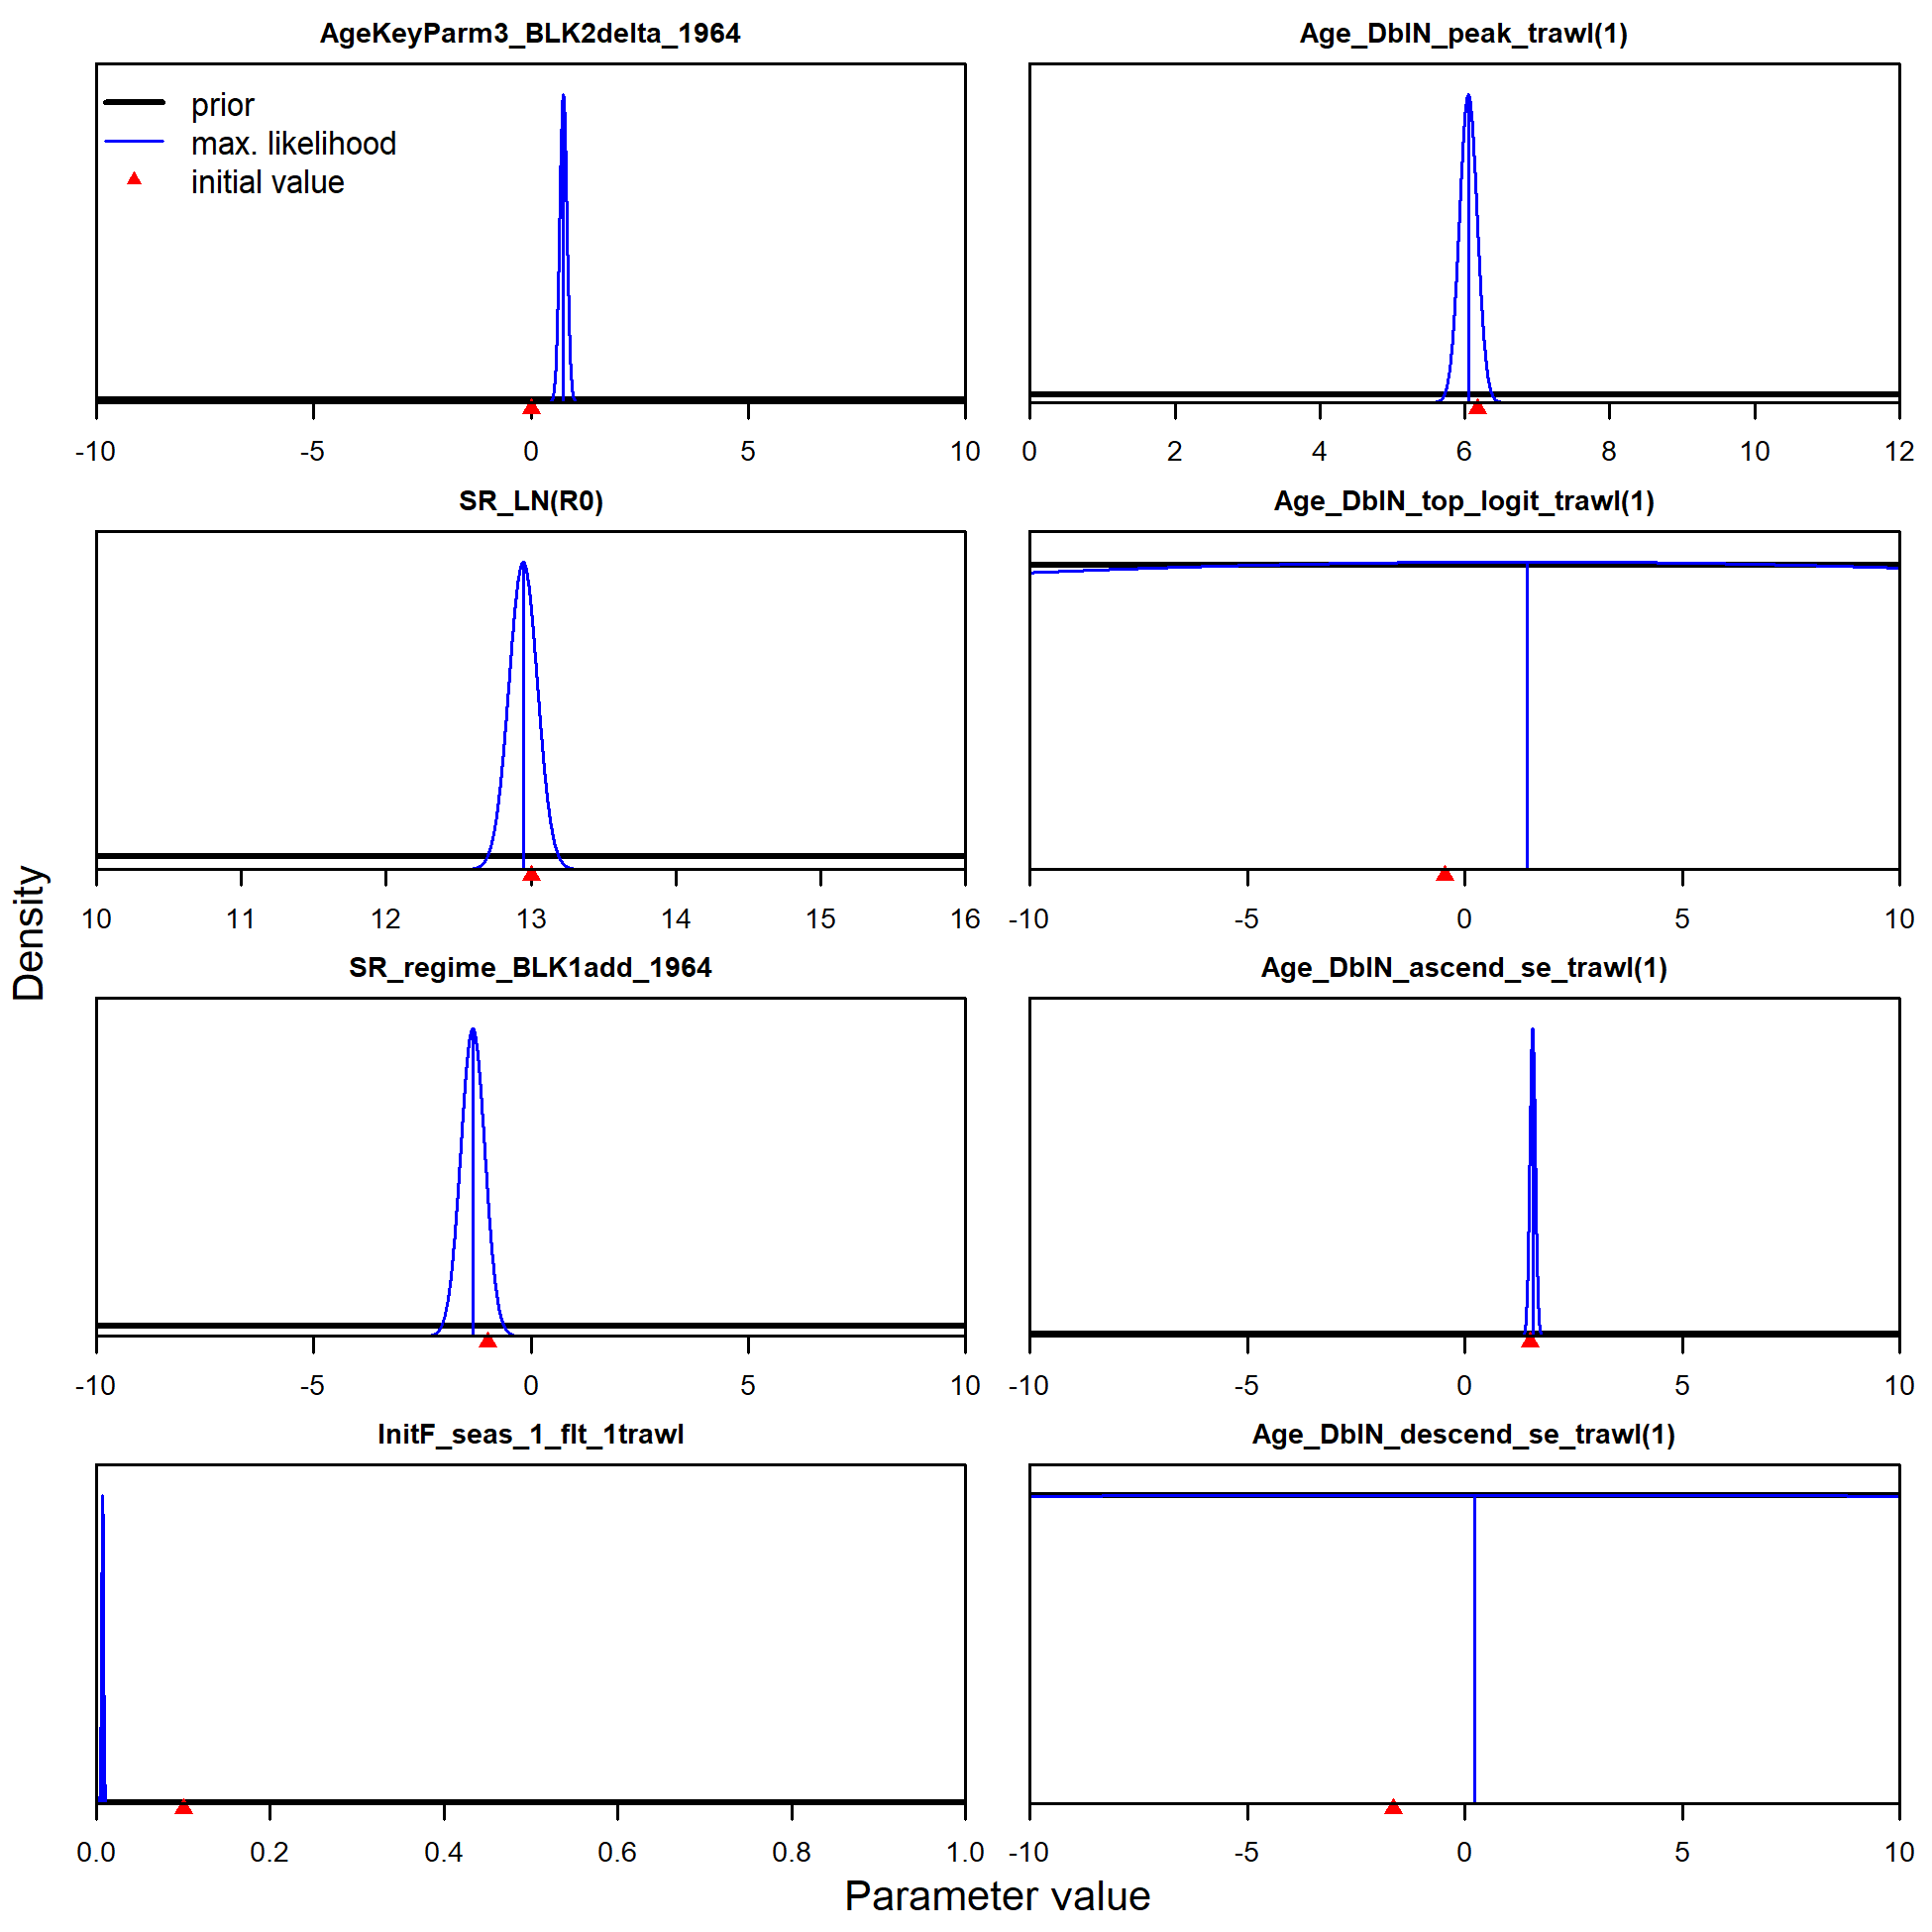 AgeKeyParm3_BLK2delta_1964
prior
max. likelihood
initial value
-10 -5 0 5 10
Age_DblN_peak_trawl(1)
0 2 4 6 8 10 12
SR_LN(R0)
10 11 12 13 14 15 16
Age_DblN_top_logit_trawl(1)
-10 -5 0 5 10
SR_regime_BLK1add_1964
-10 -5 0 5 10
Age_DblN_ascend_se_trawl(1)
-10 -5 0 5 10
InitF_seas_1_flt_1trawl
0.0 0.2 0.4 0.6 0.8 1.0
Age_DblN_descend_se_trawl(1)
-10 -5 0 5 10
Density
Parameter value